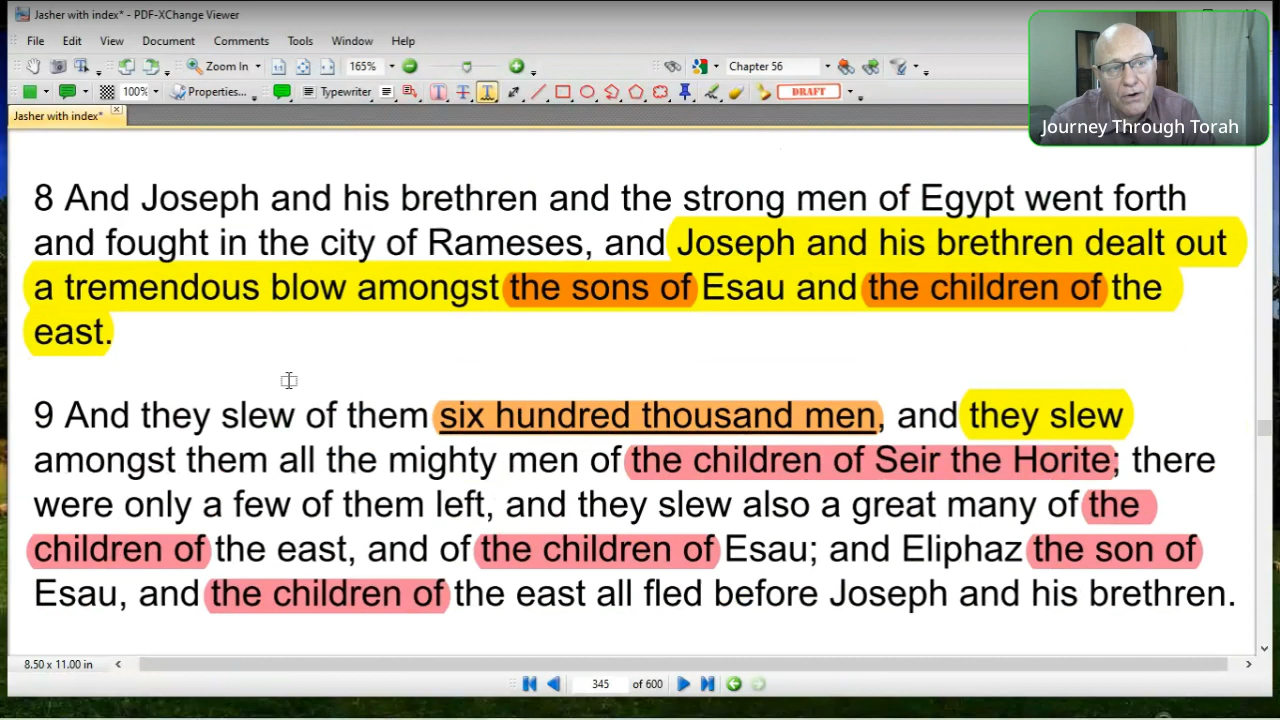 Jasher with index* - PDF-XChange Viewer
File Edit View Document Comments Tools Window Help
Zoom In 165% Chapter 56
100% Properties... Typewriter DRAFT
Jasher with index*
Journey Through Torah
8 And Joseph and his brethren and the strong men of Egypt went forth
and fought in the city of Rameses, and Joseph and his brethren dealt out
a tremendous blow amongst the sons of Esau and the children of the
east.
9 And they slew of them six hundred thousand men, and they slew
amongst them all the mighty men of the children of Seir the Horite; there
were only a few of them left, and they slew also a great many of the
children of the east, and of the children of Esau; and Eliphaz the son of
Esau, and the children of the east all fled before Joseph and his brethren.
8.50 x 11.00 in
345 of 600